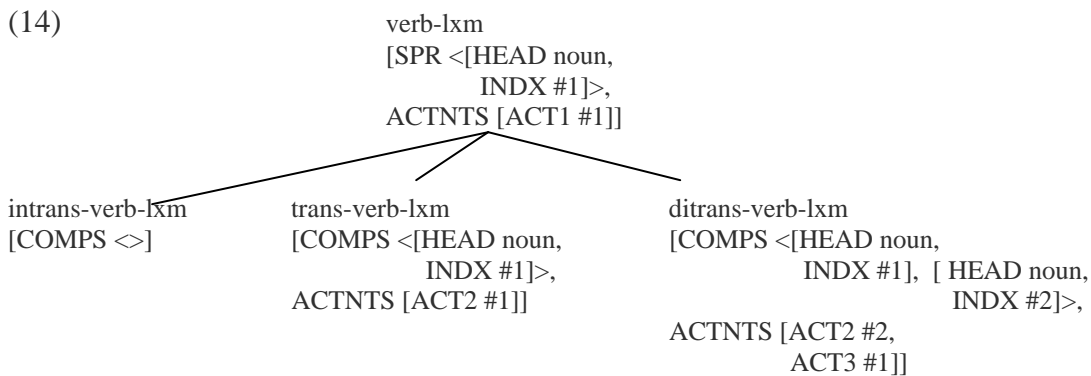 (14)
verb-lxm
[SPR <[HEAD noun,
INDX #1]>,
ACTNTS [ACT1 #1]]
intrans-verb-lxm
[COMPS <>]
trans-verb-lxm
[COMPS <[HEAD noun,
INDX #1]>,
ACTNTS [ACT2 #1]]
ditrans-verb-lxm
[COMPS <[HEAD noun,
INDX #1], [ HEAD noun,
INDX #2]>,
ACTNTS [ACT2 #2,
ACT3 #1]]